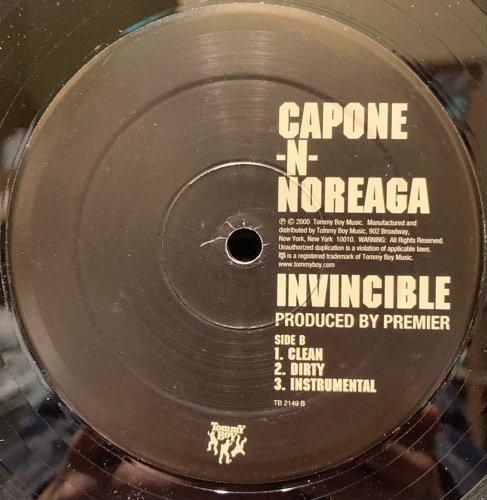 CAPONE
-N-
NOREAGA
℗ © 2000 Tommy Boy Music. Manufactured and
distributed by Tommy Boy Music, 902 Broadway,
New York, New York 10010. WARNING: All Rights Reserved.
Unauthorized duplication is a violation of applicable laws.
is a registered trademark of Tommy Boy Music.
www.tommyboy.com
INVINCIBLE
PRODUCED BY PREMIER
SIDE B
1. CLEAN
2. DIRTY
3. INSTRUMENTAL
TB 2149 B
Tommy
Boy